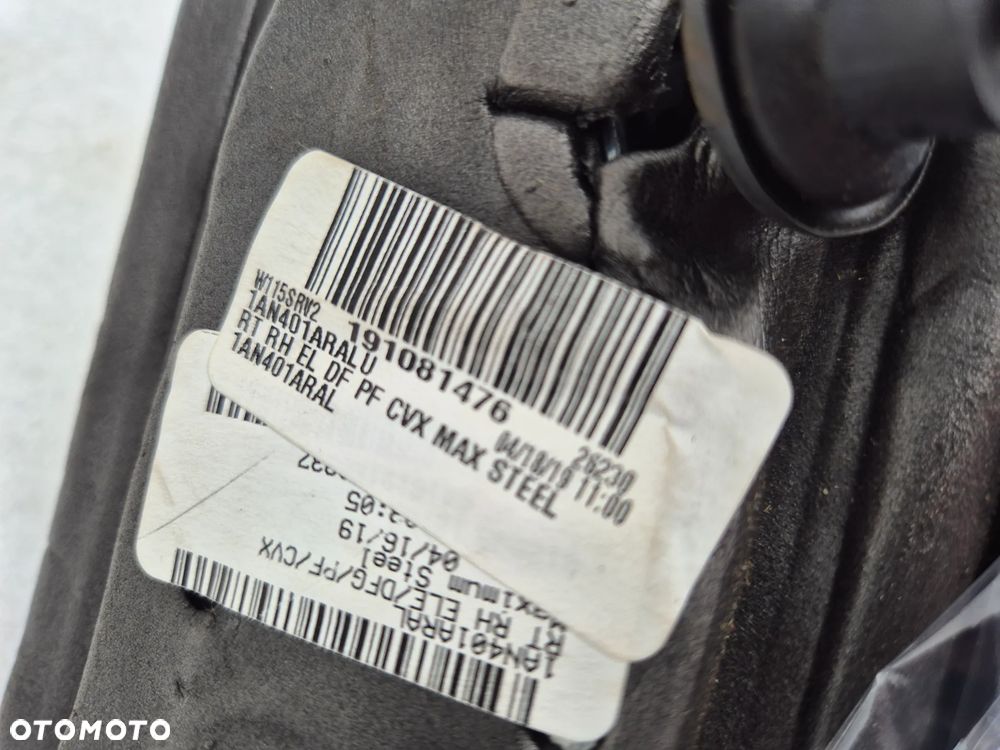 191081476
26230
W115SRV2
04/18/19 11:00
1AN401ARALU
RT RH EL DF PF CVX MAX STEEL
1AN401ARAL
1AN401ARAL
RT RH ELE/DFG/PF/CVX
Maximum Steel
04/16/19
OTOMOTO